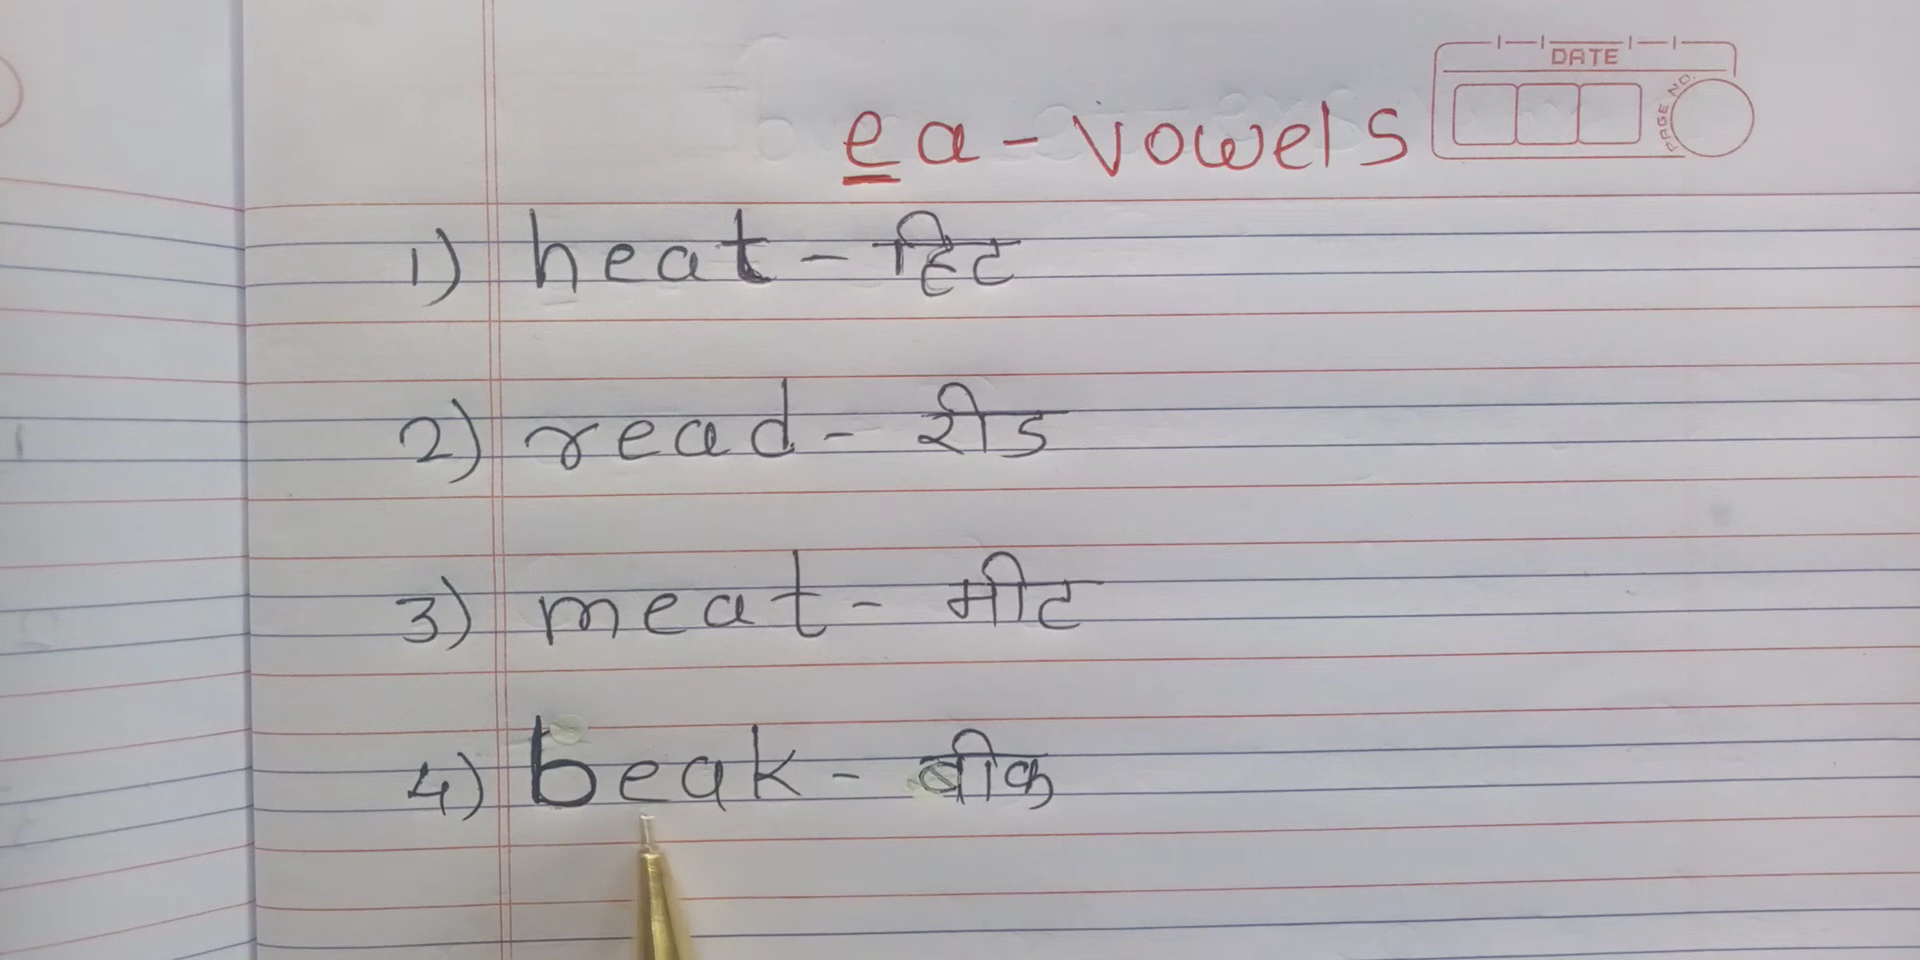 DATE
PAGE NO.
ea - vowels
1) heat - हिट
2) read - रीड
3) meat - मीट
4) beak - बीक